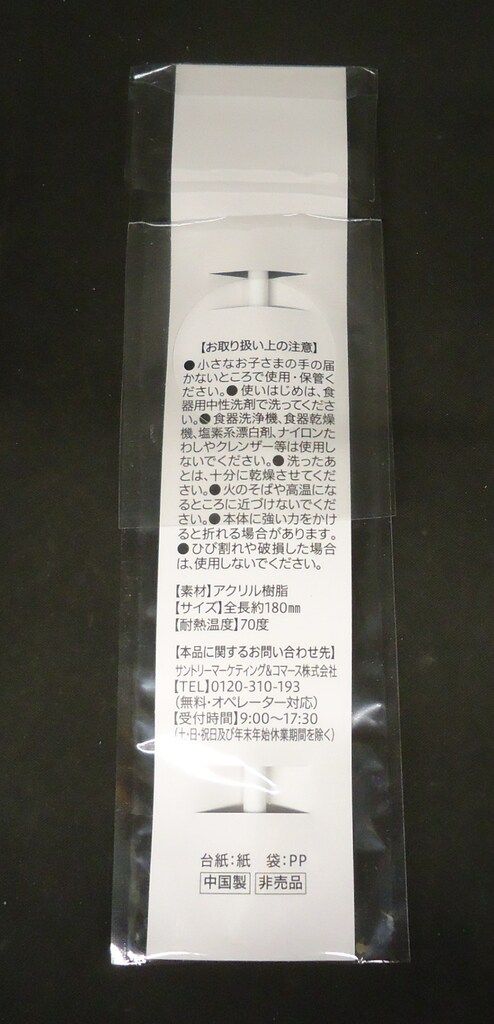 【お取り扱い上の注意】
●小さなお子さまの手の届
かないところで使用・保管く
ださい。●使いはじめは、食
器用中性洗剤で洗ってくださ
い。●食器洗浄機、食器乾燥
機、塩素系漂白剤、ナイロンた
わしやクレンザー等は使用し
ないでください。●洗ったあ
とは、十分に乾燥させてくだ
さい。●火のそばや高温にな
るところに近づけないでくだ
さい。●本体に強い力をかけ
ると折れる場合があります。
●ひび割れや破損した場合
は、使用しないでください。
【素材】アクリル樹脂
【サイズ】全長約180㎜
【耐熱温度】70度
【本品に関するお問い合わせ先】
サントリーマーケティング&コマース株式会社
【TEL】0120-310-193
(無料・オペレーター対応)
【受付時間】9:00〜17:30
(土・日・祝日及び年末年始休業期間を除く)
台紙:紙 袋:PP
中国製 非売品